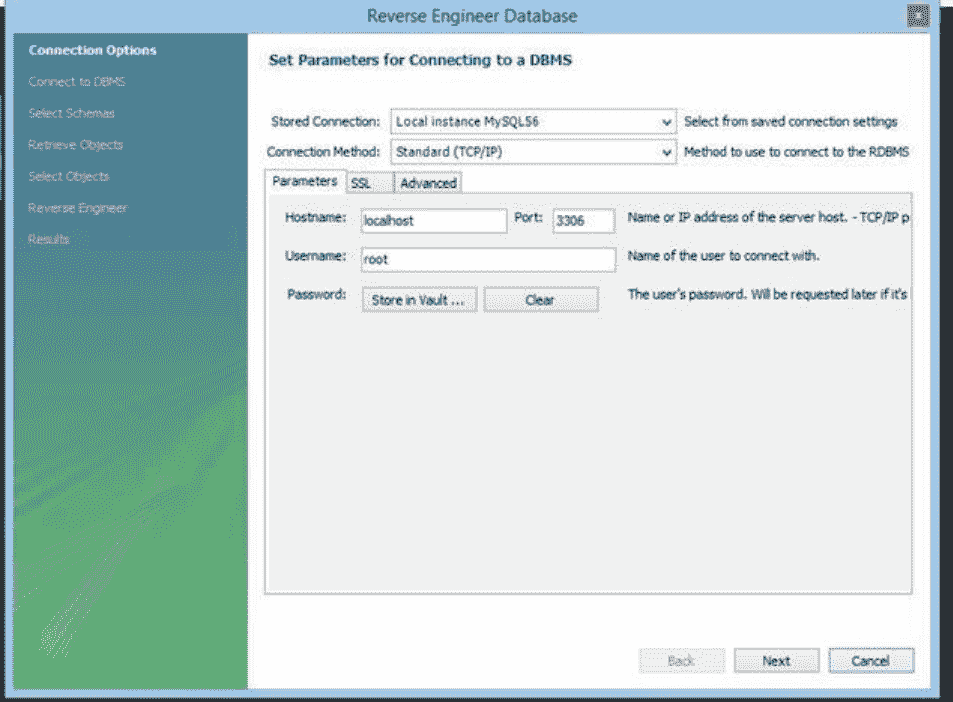 Reverse Engineer Database
Connection Options
Connect to DBMS
Select Schemas
Retrieve Objects
Select Objects
Reverse Engineer
Results
Set Parameters for Connecting to a DBMS
Stored Connection: Local instance MySQL56 Select from saved connection settings
Connection Method: Standard (TCP/IP) Method to use to connect to the RDBMS
Parameters SSL Advanced
Hostname: localhost Port: 3306 Name or IP address of the server host. - TCP/IP p
Username: root Name of the user to connect with.
Password: Store in Vault ... Clear The user's password. Will be requested later if it's
Back Next Cancel